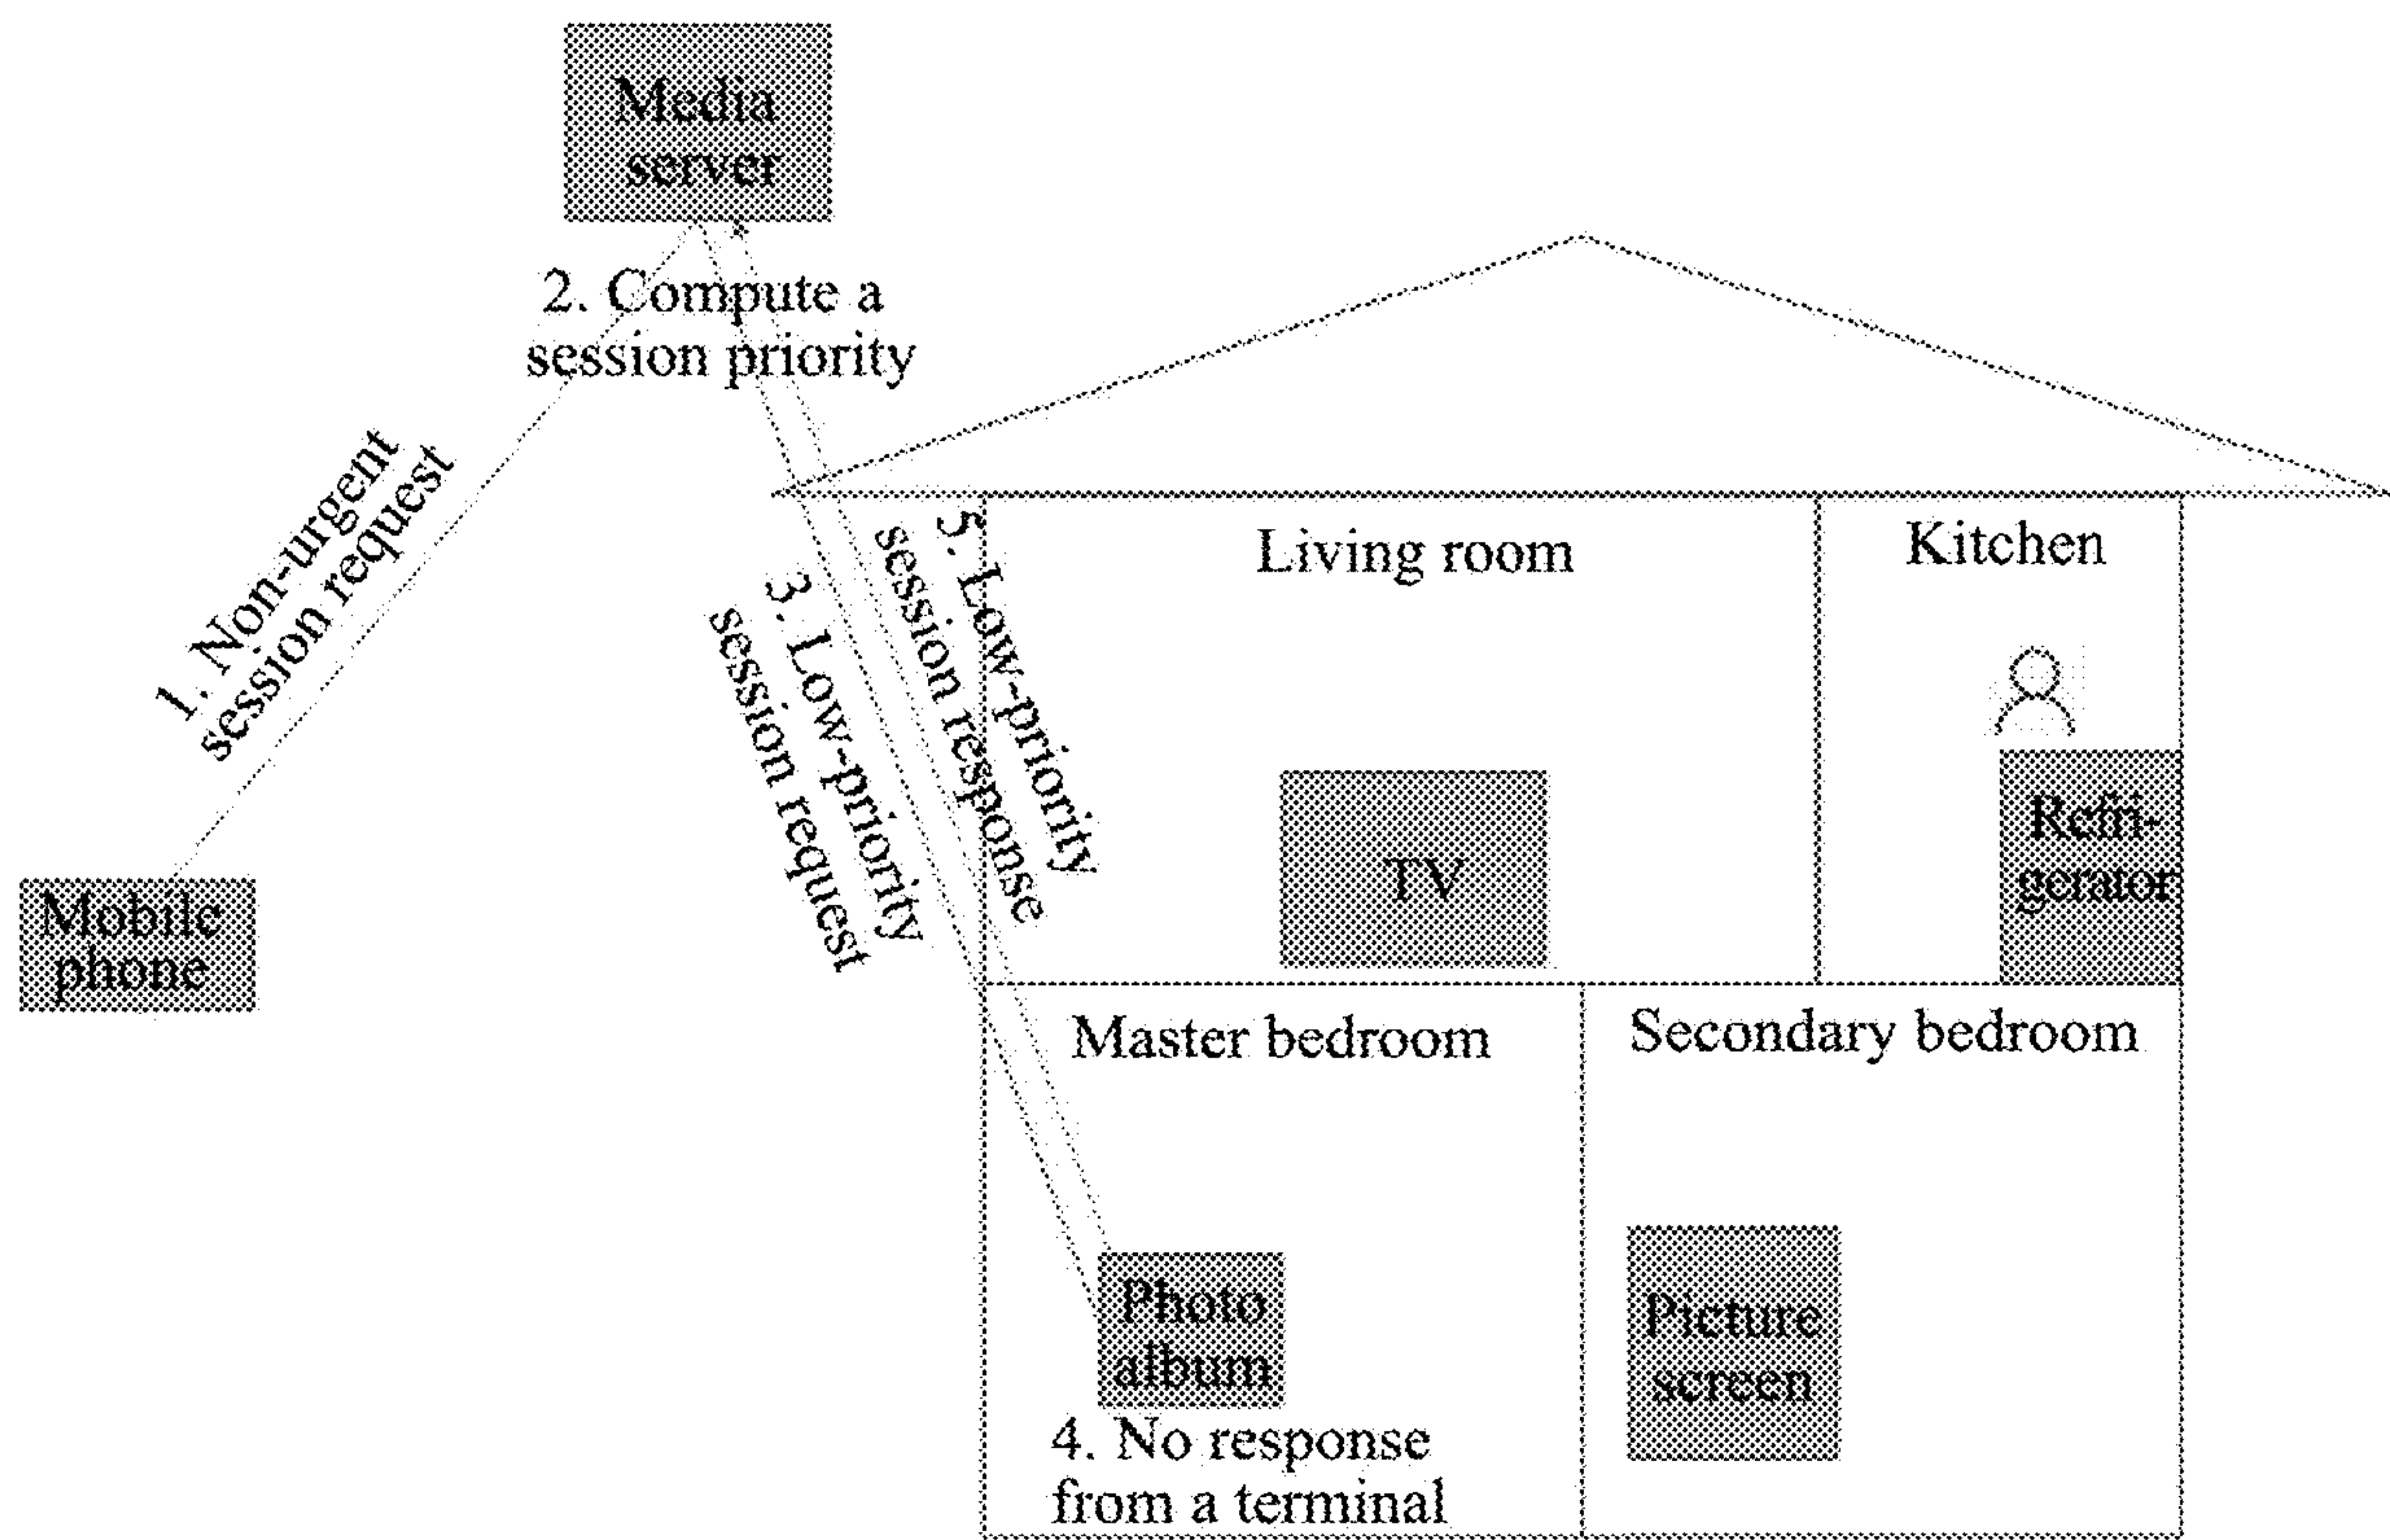 Media
server
2. Compute a
session priority
1. Non-urgent
session request
3. Low-priority
session request
5. Low-priority
session response
Living room
Kitchen
TV
Refri-
gerator
Mobile
phone
Master bedroom
Secondary bedroom
Photo
album
Picture
screen
4. No response
from a terminal